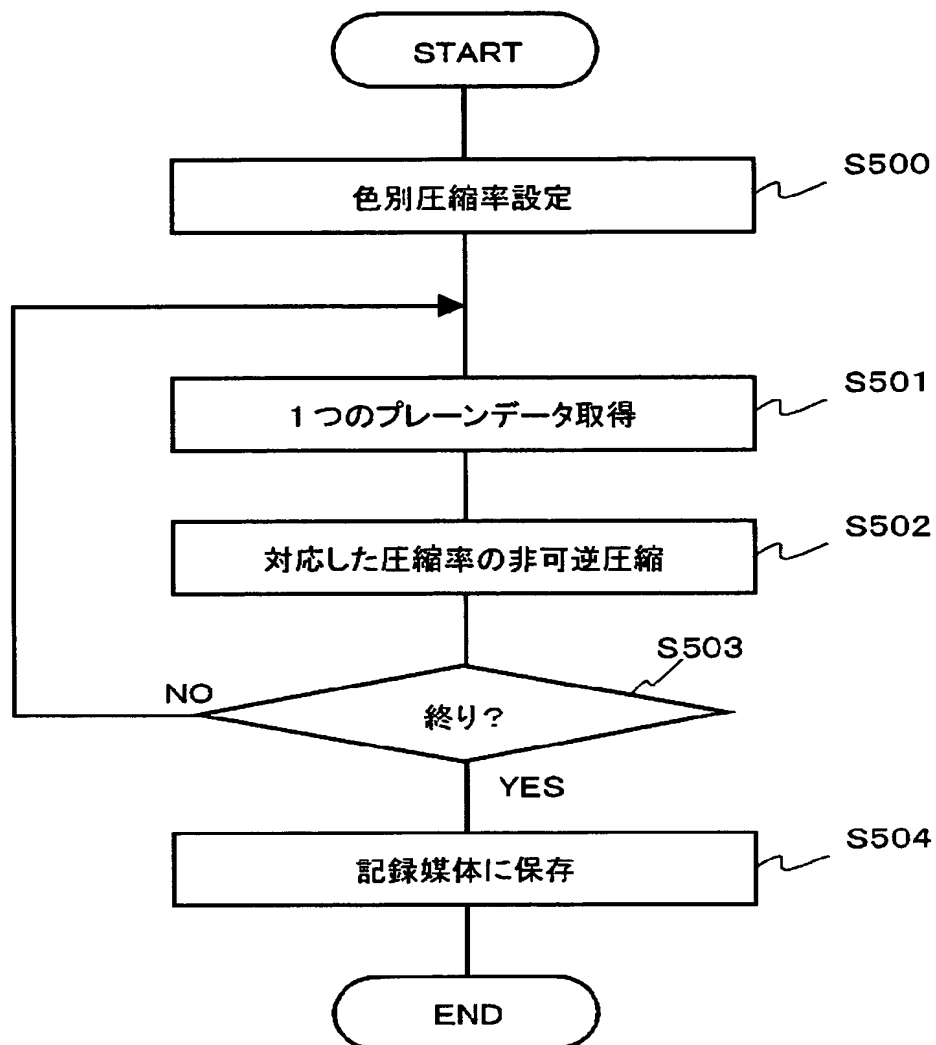 START
S500
色別圧縮率設定
S501
1つのプレーンデータ取得
S502
対応した圧縮率の非可逆圧縮
S503
NO
終り?
YES
S504
記録媒体に保存
END